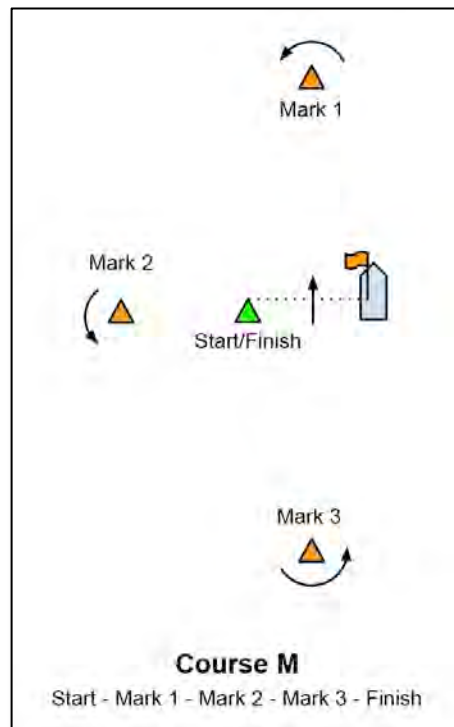 Mark 1
Mark 2
Start/Finish
Mark 3
Course M
Start - Mark 1 - Mark 2 - Mark 3 - Finish